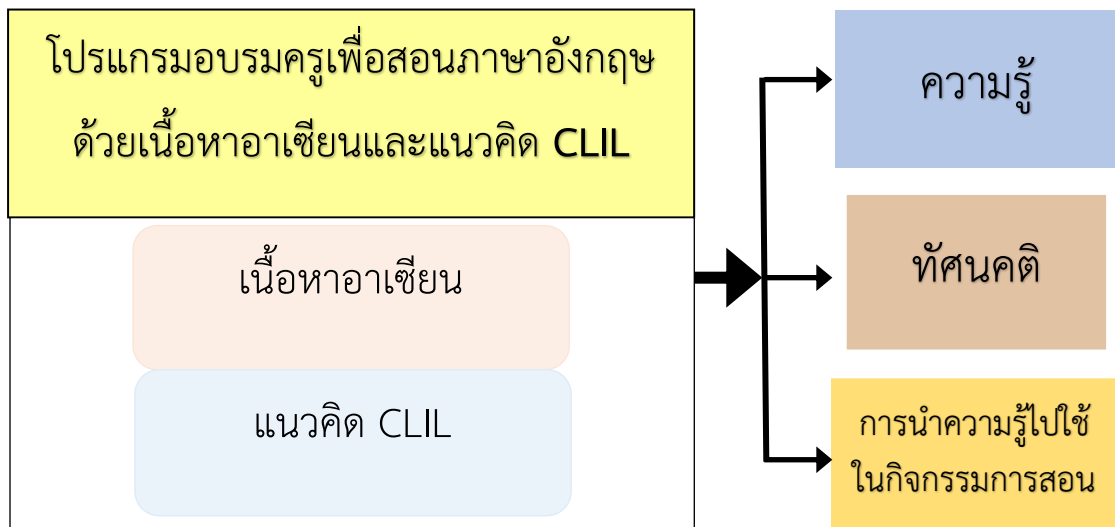 โปรแกรมอบรมครูเพื่อสอนภาษาอังกฤษ
ด้วยเนื้อหาอาเซียนและแนวคิด CLIL
เนื้อหาอาเซียน
แนวคิด CLIL
ความรู้
ทัศนคติ
การนำความรู้ไปใช้
ในกิจกรรมการสอน